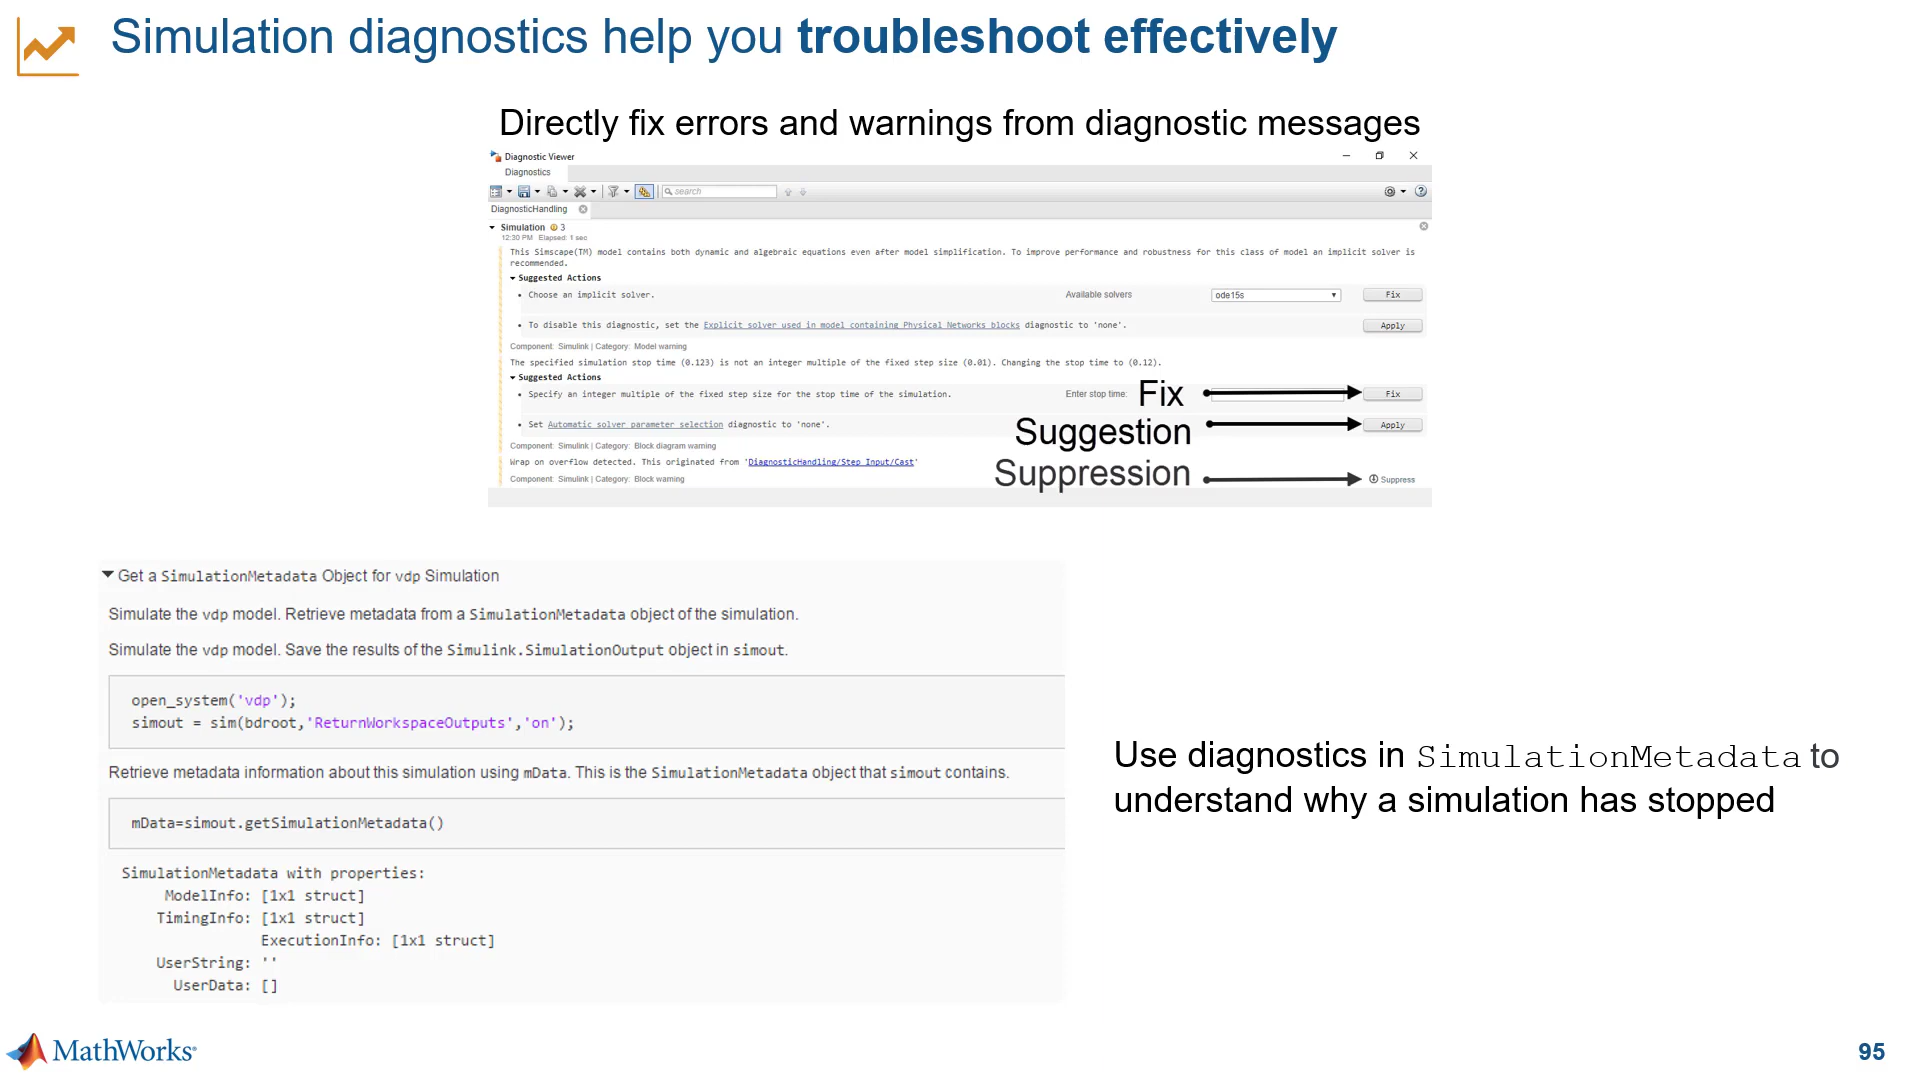 Simulation diagnostics help you troubleshoot effectively
Directly fix errors and warnings from diagnostic messages
Diagnostic Viewer
Diagnostics
search
DiagnosticHandling
Simulation 3
12:30 PM Elapsed: 1 sec
This Simscape(TM) model contains both dynamic and algebraic equations even after model simplification. To improve performance and robustness for this class of model an implicit solver is
recommended.
Suggested Actions
• Choose an implicit solver. Available solvers ode15s Fix
• To disable this diagnostic, set the Explicit solver used in model containing Physical Networks blocks diagnostic to 'none'. Apply
Component: Simulink | Category: Model warning
The specified simulation stop time (0.123) is not an integer multiple of the fixed step size (0.01). Changing the stop time to (0.12).
Suggested Actions
• Specify an integer multiple of the fixed step size for the stop time of the simulation. Enter stop time: Fix Fix
• Set Automatic solver parameter selection diagnostic to 'none'. Suggestion Apply
Component: Simulink | Category: Block diagram warning
Wrap on overflow detected. This originated from 'DiagnosticHandling/Step Input/Cast'
Component: Simulink | Category: Block warning Suppression Suppress
Get a SimulationMetadata Object for vdp Simulation
Simulate the vdp model. Retrieve metadata from a SimulationMetadata object of the simulation.
Simulate the vdp model. Save the results of the Simulink.SimulationOutput object in simout.
open_system('vdp');
simout = sim(bdroot,'ReturnWorkspaceOutputs','on');
Retrieve metadata information about this simulation using mData. This is the SimulationMetadata object that simout contains.
mData=simout.getSimulationMetadata()
SimulationMetadata with properties:
ModelInfo: [1x1 struct]
TimingInfo: [1x1 struct]
ExecutionInfo: [1x1 struct]
UserString: ''
UserData: []
Use diagnostics in SimulationMetadata to
understand why a simulation has stopped
MathWorks
95